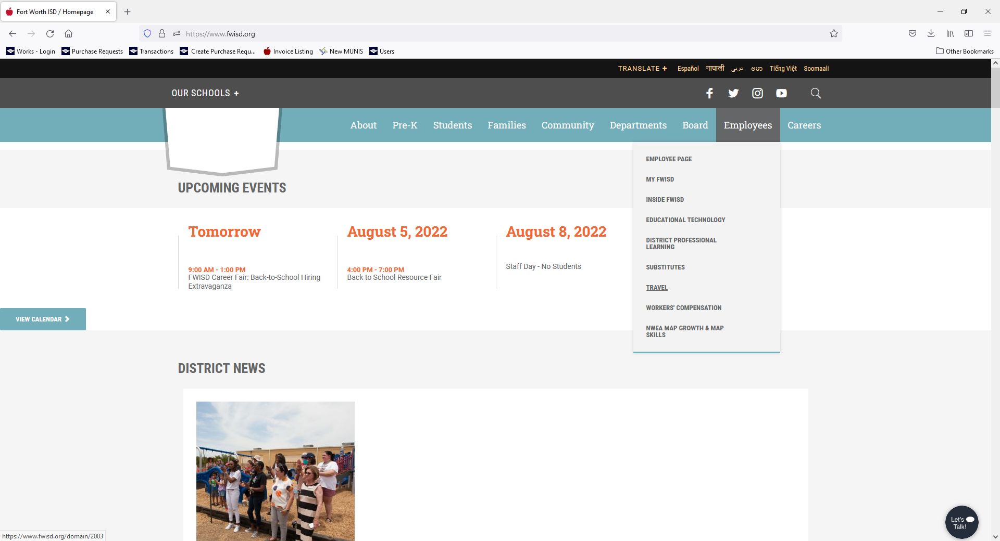 Fort Worth ISD / Homepage
https://www.fwisd.org
Works - Login
Purchase Requests
Transactions
Create Purchase Requ...
Invoice Listing
New MUNIS
Users
Other Bookmarks
TRANSLATE +
Español
नापाली
عربى
ဗမာ
Tiếng Việt
Soomaali
OUR SCHOOLS +
About
Pre-K
Students
Families
Community
Departments
Board
Employees
Careers
EMPLOYEE PAGE
MY FWISD
INSIDE FWISD
EDUCATIONAL TECHNOLOGY
DISTRICT PROFESSIONAL
LEARNING
SUBSTITUTES
TRAVEL
WORKERS' COMPENSATION
NWEA MAP GROWTH & MAP
SKILLS
UPCOMING EVENTS
Tomorrow
9:00 AM - 1:00 PM
FWISD Career Fair: Back-to-School Hiring
Extravaganza
August 5, 2022
4:00 PM - 7:00 PM
Back to School Resource Fair
August 8, 2022
Staff Day - No Students
VIEW CALENDAR
DISTRICT NEWS
Let's
Talk!
https://www.fwisd.org/domain/2003